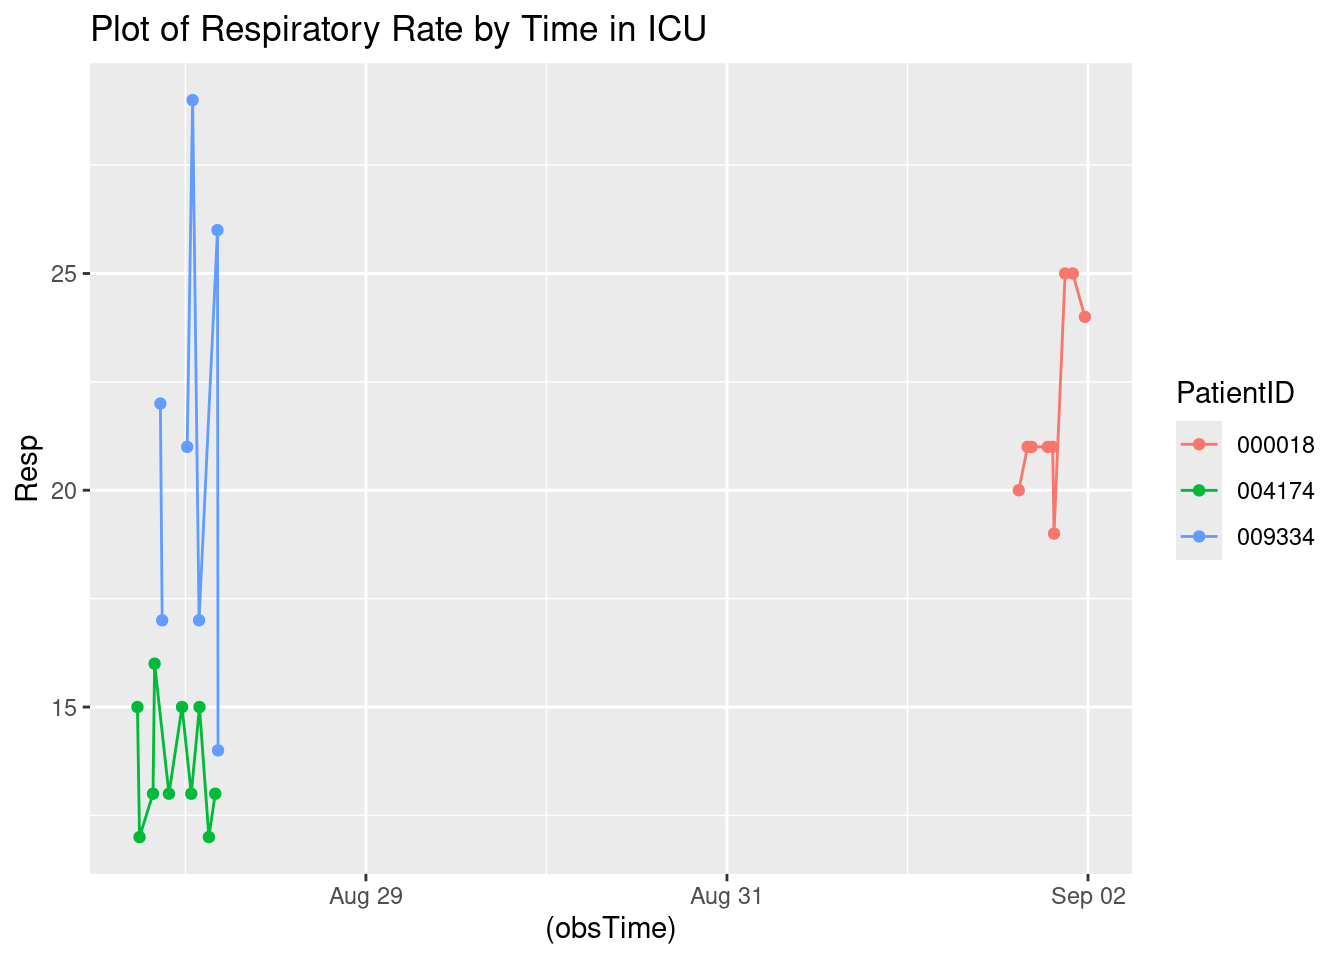 Plot of Respiratory Rate by Time in ICU
Resp
25
20
15
Aug 29
Aug 31
Sep 02
(obsTime)
PatientID
000018
004174
009334